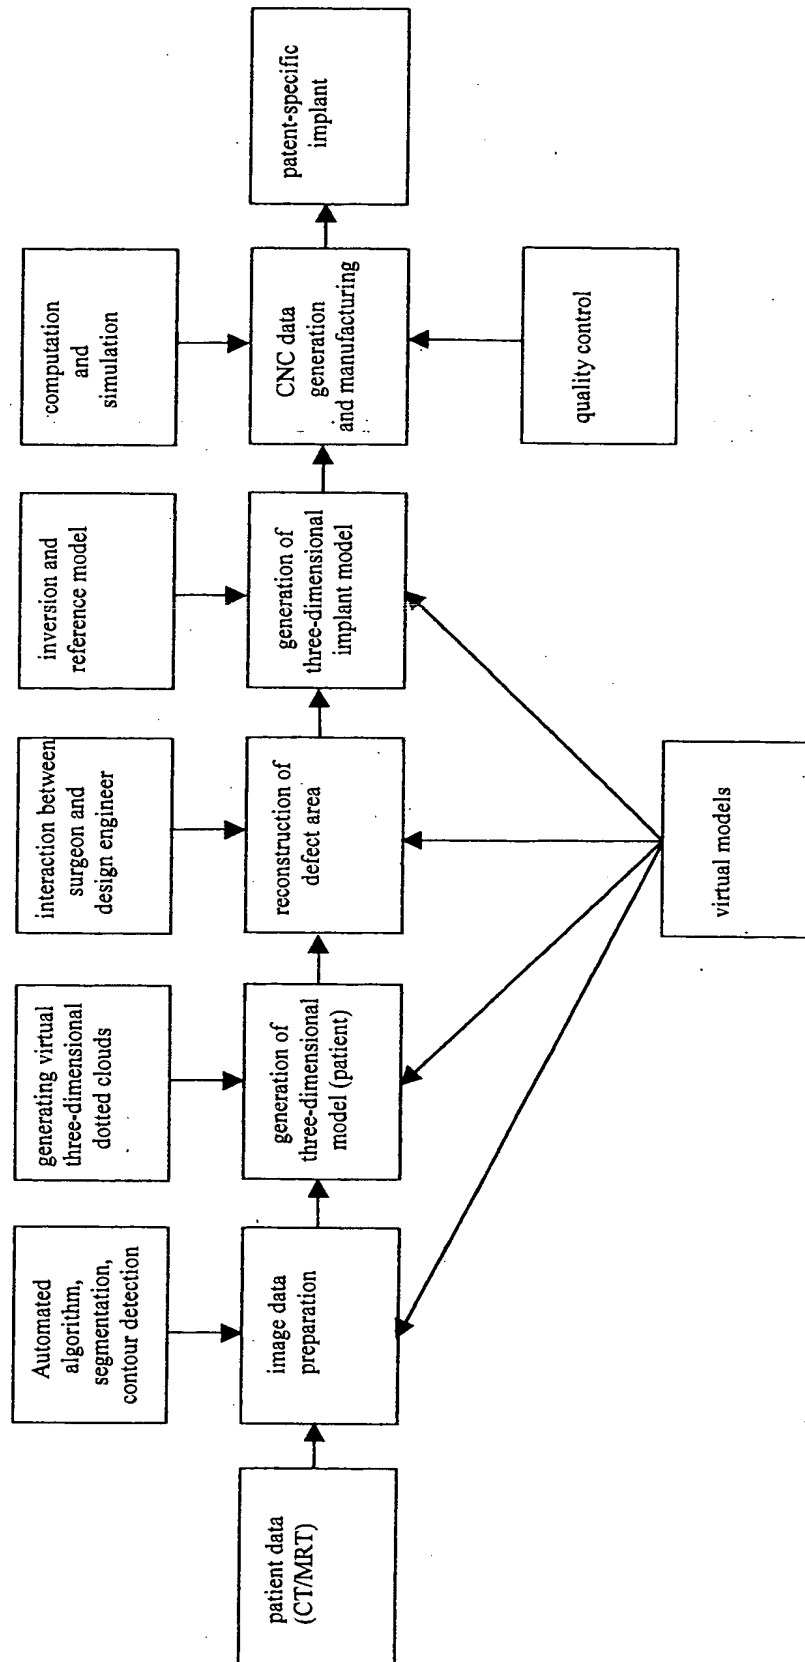 Automated
algorithm,
segmentation,
contour detection
generating virtual
three-dimensional
dotted clouds
interaction between
surgeon and
design engineer
inversion and
reference model
computation
and
simulation
patient data
(CT/MRT)
image data
preparation
generation of
three-dimensional
model (patient)
reconstruction of
defect area
generation of
three-dimensional
implant model
CNC data
generation
and manufacturing
patent-specific
implant
virtual models
quality control